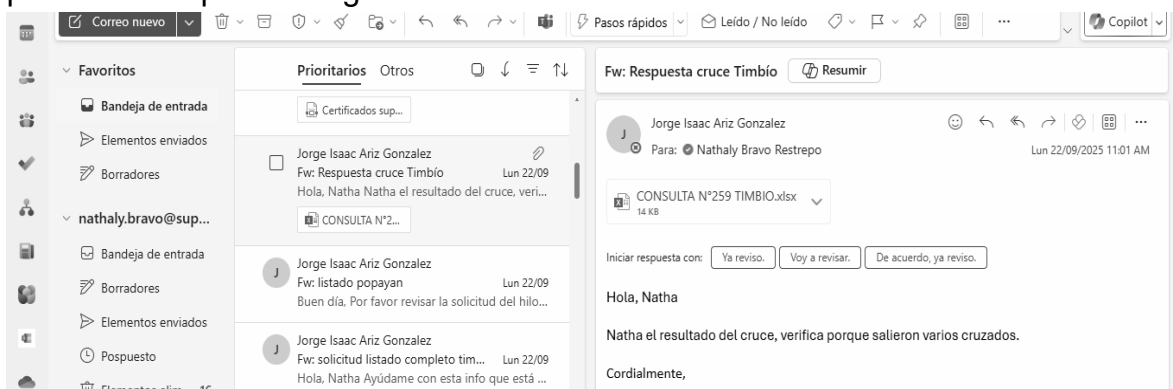 Correo nuevo
Pasos rápidos
Leído / No leído
Copilot
Favoritos
Bandeja de entrada
Elementos enviados
Borradores
nathaly.bravo@sup...
Bandeja de entrada
Borradores
Elementos enviados
Pospuesto
Prioritarios Otros
Certificados sup...
Jorge Isaac Ariz Gonzalez
Fw: Respuesta cruce Timbío Lun 22/09
Hola, Natha Natha el resultado del cruce, veri...
CONSULTA N°2...
J
Jorge Isaac Ariz Gonzalez
Fw: listado popayan Lun 22/09
Buen día, Por favor revisar la solicitud del hilo...
J
Jorge Isaac Ariz Gonzalez
Fw: solicitud listado completo tim... Lun 22/09
Hola, Natha Ayúdame con esta info que está ...
Fw: Respuesta cruce Timbío Resumir
J
Jorge Isaac Ariz Gonzalez
Para: Nathaly Bravo Restrepo
Lun 22/09/2025 11:01 AM
CONSULTA N°259 TIMBIO.xlsx
14 KB
Iniciar respuesta con: Ya reviso. Voy a revisar. De acuerdo, ya reviso.
Hola, Natha
Natha el resultado del cruce, verifica porque salieron varios cruzados.
Cordialmente,